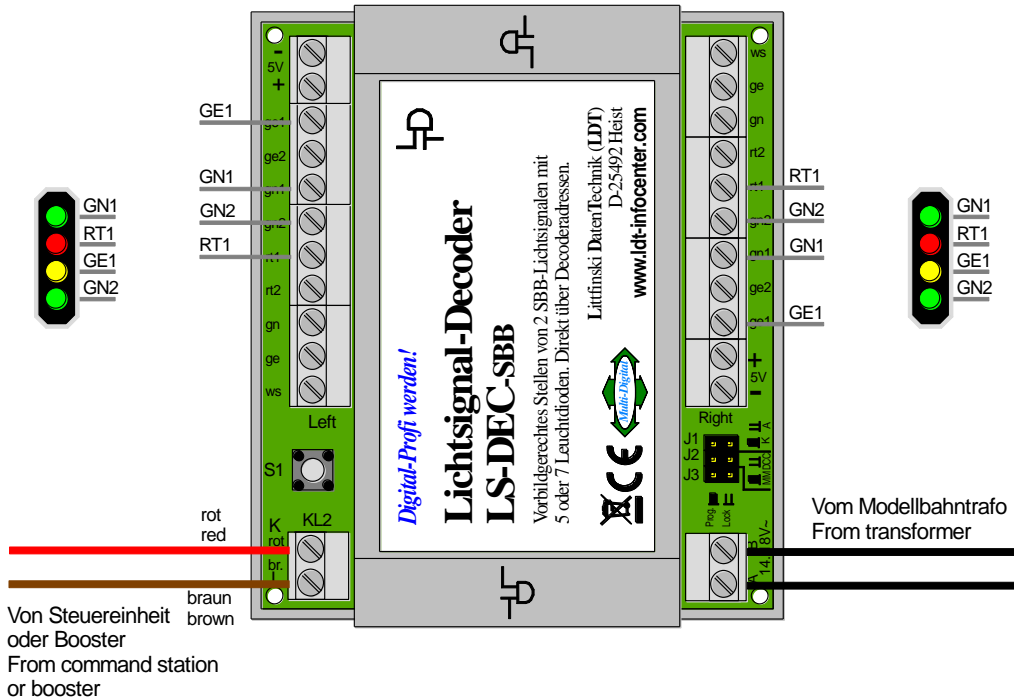 -
5V
+
ge1
ge2
gn1
gn2
rt1
rt2
gn
ge
ws
Left
S1
K
KL2
rot
br.
GE1
GN1
GN2
RT1
GN1
RT1
GE1
GN2
rot
red
braun
brown
Von Steuereinheit
oder Booster
From command station
or booster
Digital-Profi werden!
Lichtsignal-Decoder
LS-DEC-SBB
Vorbildgerechtes Stellen von 2 SBB-Lichtsignalen mit
5 oder 7 Leuchtdioden. Direkt über Decoderadressen.
Littfinski DatenTechnik (LDT)
D-25492 Heist
www.ldt-infocenter.com
Multi-Digital
CE
ws
ge
gn
rt2
rt1
gn2
gn1
ge2
ge1
+
5V
-
Right
J1
J2
J3
K A
MM DCC
Prog.
Lock
B
A
RT1
GN2
GN1
GE1
GN1
RT1
GE1
GN2
Vom Modellbahntrafo
From transformer